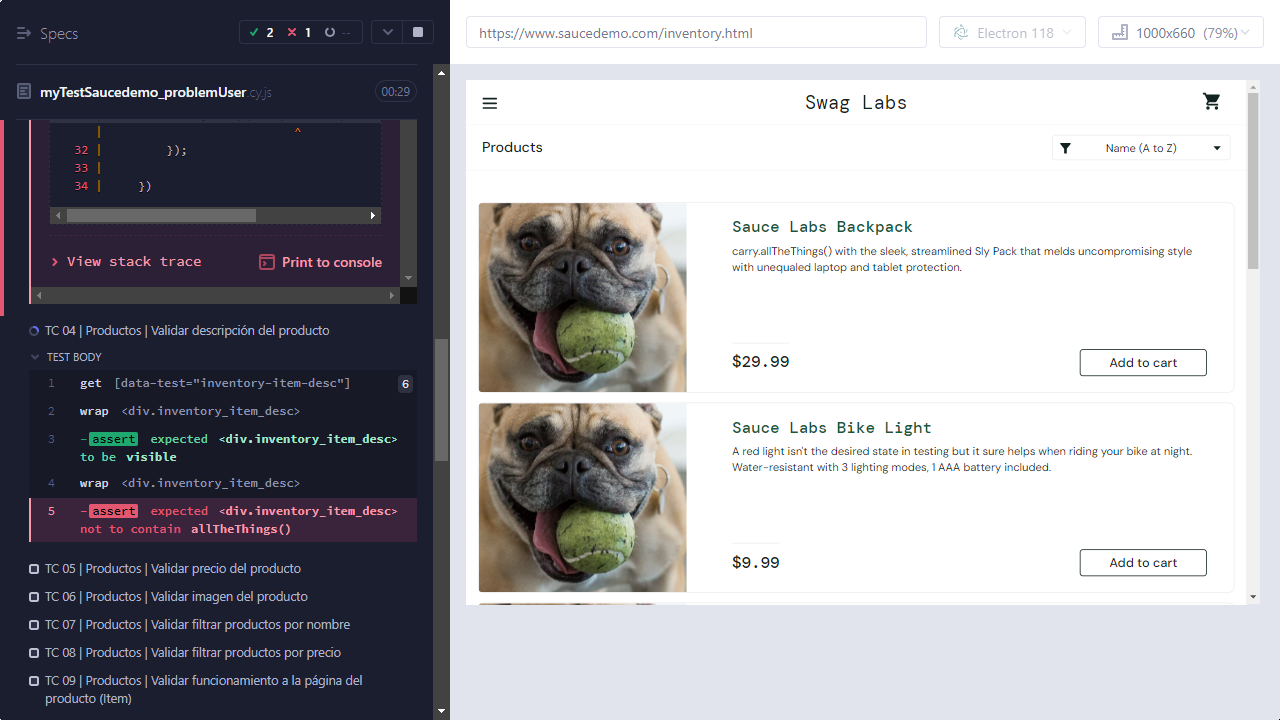 Specs
2 1 --
https://www.saucedemo.com/inventory.html
Electron 118
1000x660 (79%)
myTestSaucedemo_problemUser.cy.js 00:29
| ^
32 | });
33 |
34 | })
View stack trace
Print to console
TC 04 | Productos | Validar descripción del producto
TEST BODY
1 get [data-test="inventory-item-desc"] 6
2 wrap <div.inventory_item_desc>
3 -assert expected <div.inventory_item_desc>
to be visible
4 wrap <div.inventory_item_desc>
5 -assert expected <div.inventory_item_desc>
not to contain allTheThings()
TC 05 | Productos | Validar precio del producto
TC 06 | Productos | Validar imagen del producto
TC 07 | Productos | Validar filtrar productos por nombre
TC 08 | Productos | Validar filtrar productos por precio
TC 09 | Productos | Validar funcionamiento a la página del
producto (Item)
Swag Labs
Products
Name (A to Z)
Sauce Labs Backpack
carry.allTheThings() with the sleek, streamlined Sly Pack that melds uncompromising style
with unequaled laptop and tablet protection.
$29.99
Add to cart
Sauce Labs Bike Light
A red light isn't the desired state in testing but it sure helps when riding your bike at night.
Water-resistant with 3 lighting modes, 1 AAA battery included.
$9.99
Add to cart